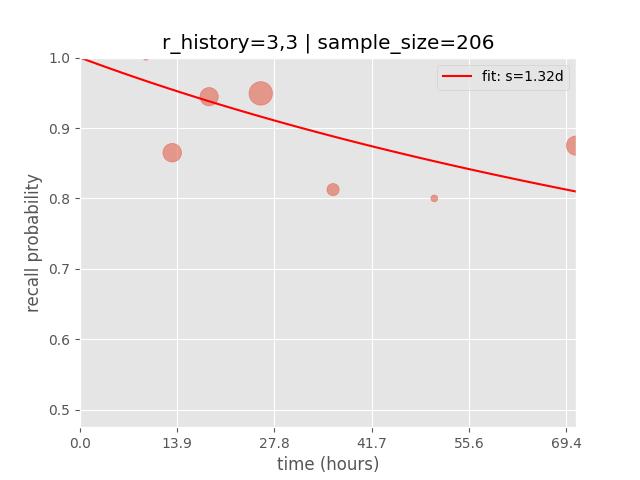 r_history=3,3 | sample_size=206
fit: s=1.32d
recall probability
1.0
0.9
0.8
0.7
0.6
0.5
0.0 13.9 27.8 41.7 55.6 69.4
time (hours)